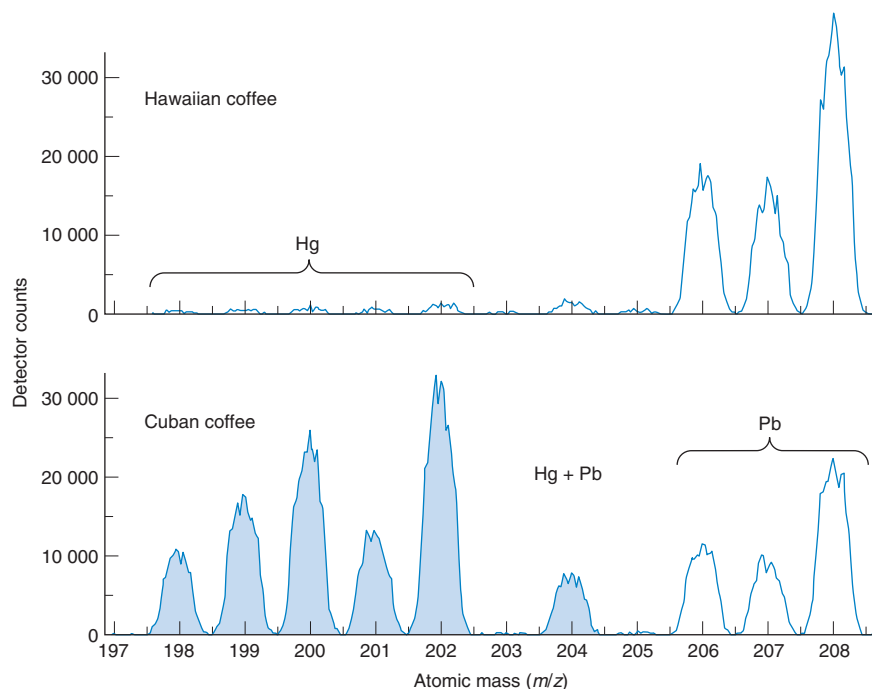 30 000
Hawaiian coffee
20 000
Hg
10 000
0
Detector counts
30 000
Cuban coffee
Pb
20 000
Hg + Pb
10 000
0
197 198 199 200 201 202 203 204 205 206 207 208
Atomic mass (m/z)